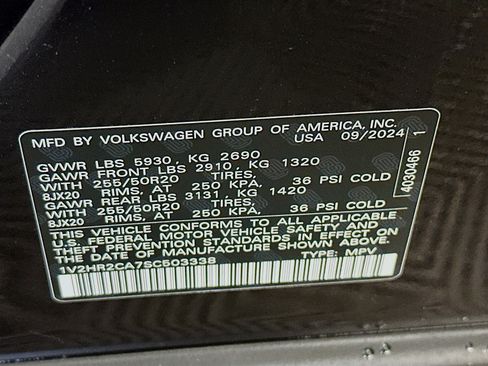 MFD BY VOLKSWAGEN GROUP OF AMERICA, INC.
USA 09/2024
GVWR LBS 5930, KG 2690
GAWR FRONT LBS 2910, KG 1320
WITH 255/50R20 TIRES,
8JX20 RIMS, AT 250 KPA, 36 PSI COLD
GAWR REAR LBS 3131, KG 1420
WITH 255/50R20 TIRES,
8JX20 RIMS, AT 250 KPA, 36 PSI COLD
THIS VEHICLE CONFORMS TO ALL APPLICABLE
U.S. FEDERAL MOTOR VEHICLE SAFETY AND
THEFT PREVENTION STANDARDS IN EFFECT ON
THE DATE OF MANUFACTURE SHOWN ABOVE.
1V2HR2CA7SC503338 TYPE: MPV
4030466 1